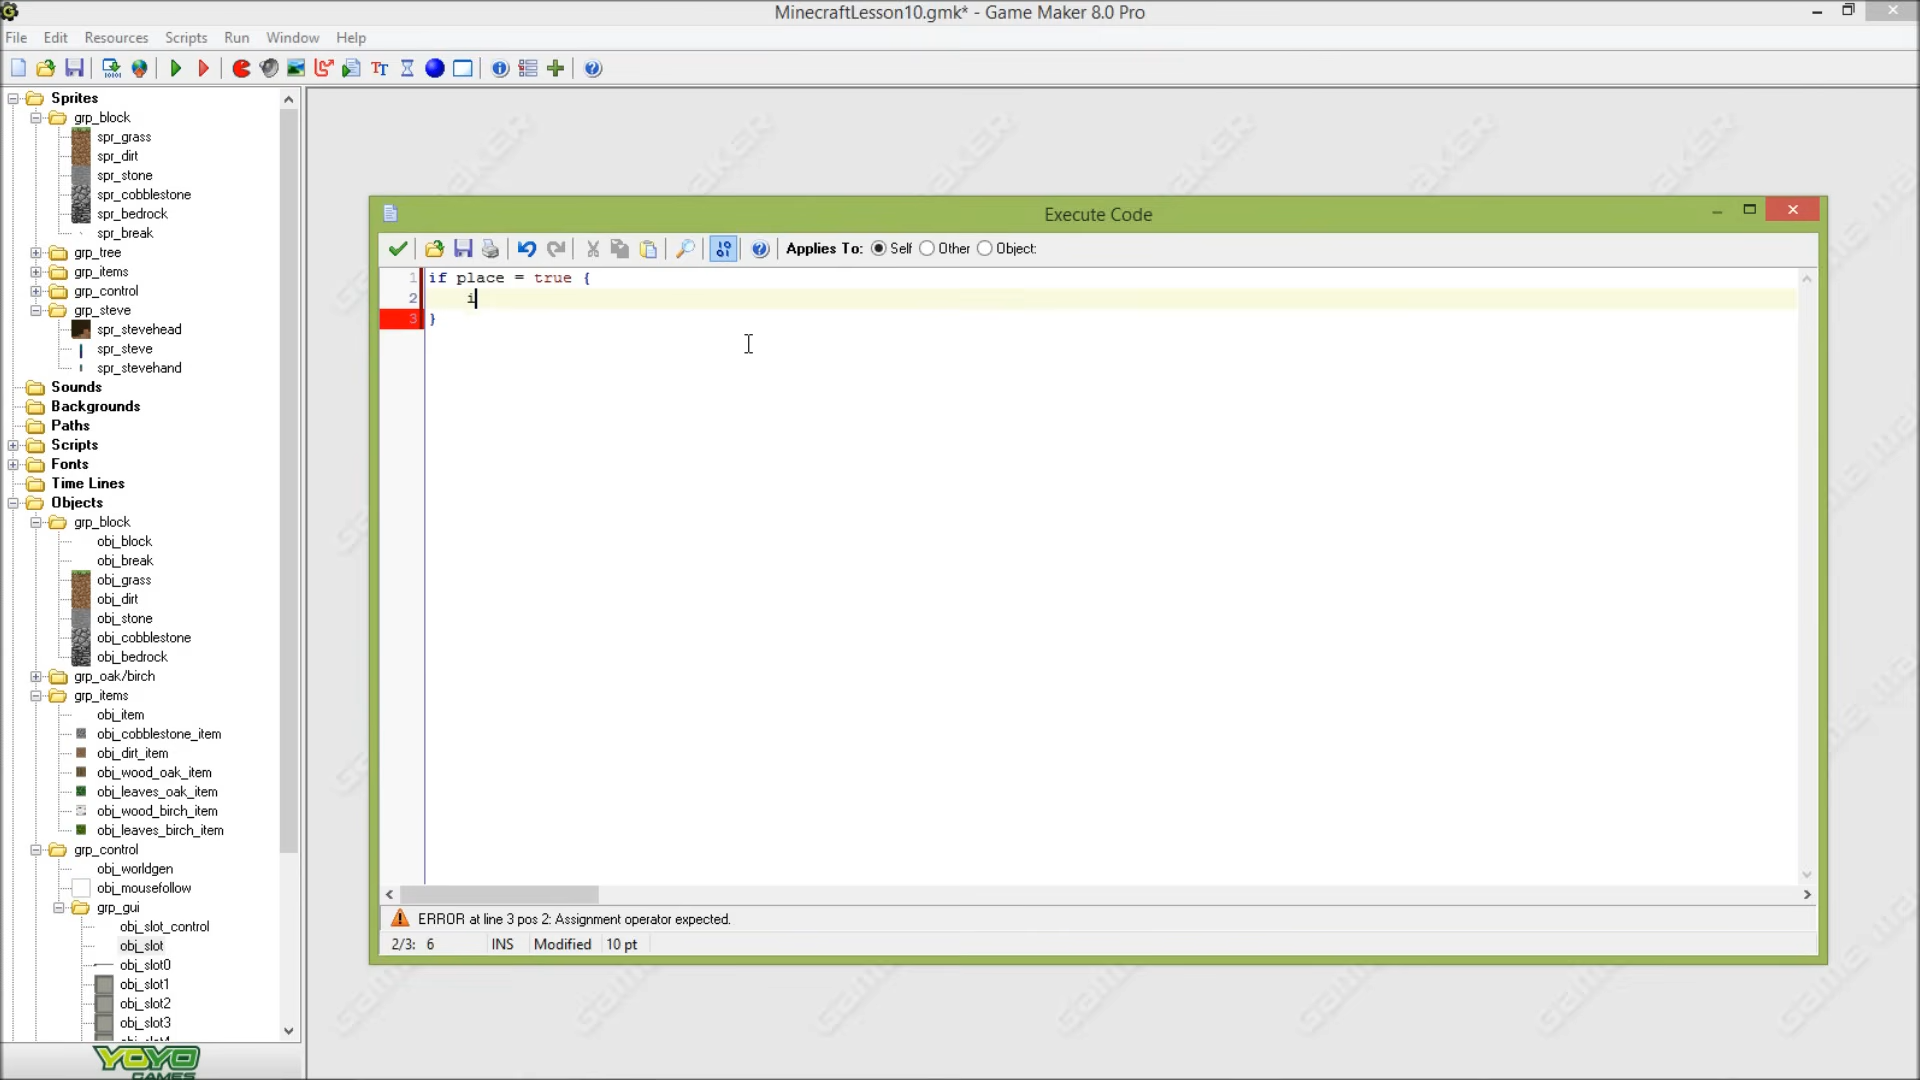 MinecraftLesson10.gmk* - Game Maker 8.0 Pro
File Edit Resources Scripts Run Window Help
Sprites
grp_block
spr_grass
spr_dirt
spr_stone
spr_cobblestone
spr_bedrock
spr_break
grp_tree
grp_items
grp_control
grp_steve
spr_stevehead
spr_steve
spr_stevehand
Sounds
Backgrounds
Paths
Scripts
Fonts
Time Lines
Objects
grp_block
obj_block
obj_break
obj_grass
obj_dirt
obj_stone
obj_cobblestone
obj_bedrock
grp_oak/birch
grp_items
obj_item
obj_cobblestone_item
obj_dirt_item
obj_wood_oak_item
obj_leaves_oak_item
obj_wood_birch_item
obj_leaves_birch_item
grp_control
obj_worldgen
obj_mousefollow
grp_gui
obj_slot_control
obj_slot
obj_slot0
obj_slot1
obj_slot2
obj_slot3
YOYO
GAMES
Execute Code
Applies To: Self Other Object:
1 if place = true {
2 i
3 }
ERROR at line 3 pos 2: Assignment operator expected.
2/3: 6 INS Modified 10 pt